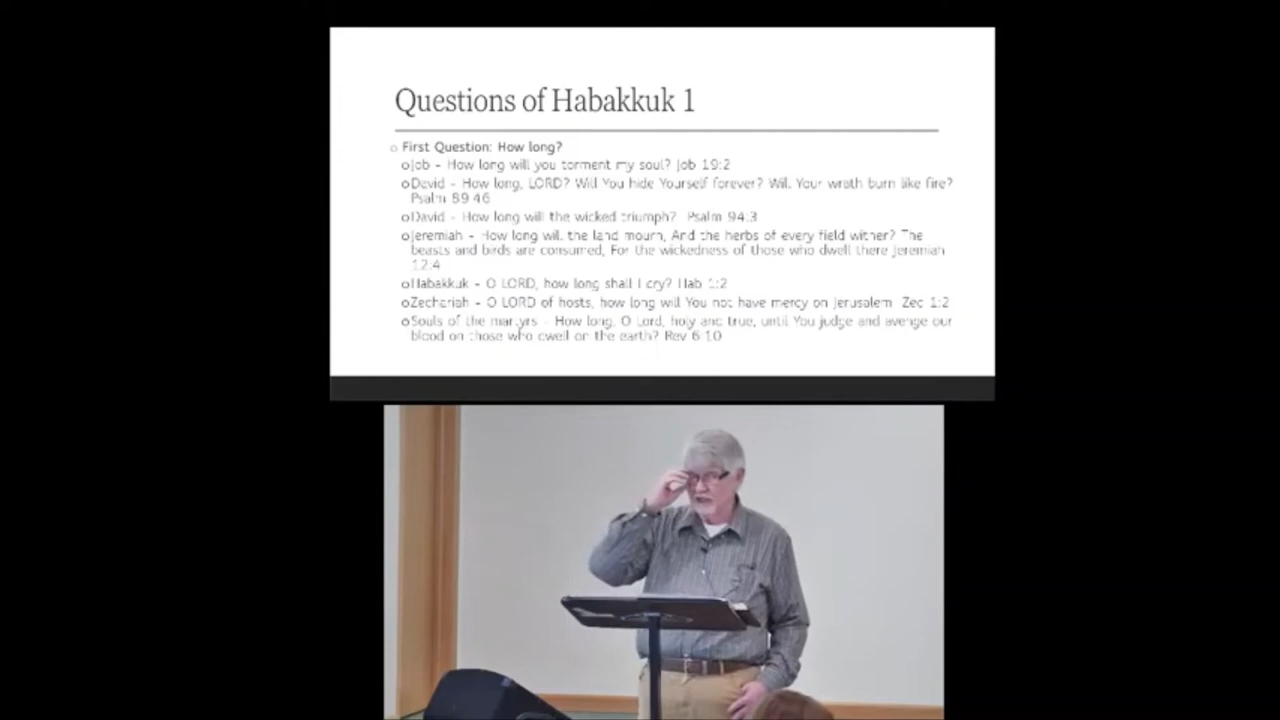 Questions of Habakkuk 1
First Question: How long?
Job - How long will you torment my soul? Job 19:2
David - How long, LORD? Will You hide Yourself forever? Will Your wrath burn like fire?
Psalm 89:46
David - How long will the wicked triumph? Psalm 94:3
Jeremiah - How long will the land mourn, And the herbs of every field wither? The
beasts and birds are consumed, For the wickedness of those who dwell there Jeremiah
12:4
Habakkuk - O LORD, how long shall I cry? Hab 1:2
Zechariah - O LORD of hosts, how long will You not have mercy on Jerusalem Zec 1:2
Souls of the martyrs - How long, O Lord, holy and true, until You judge and avenge our
blood on those who dwell on the earth? Rev 6:10